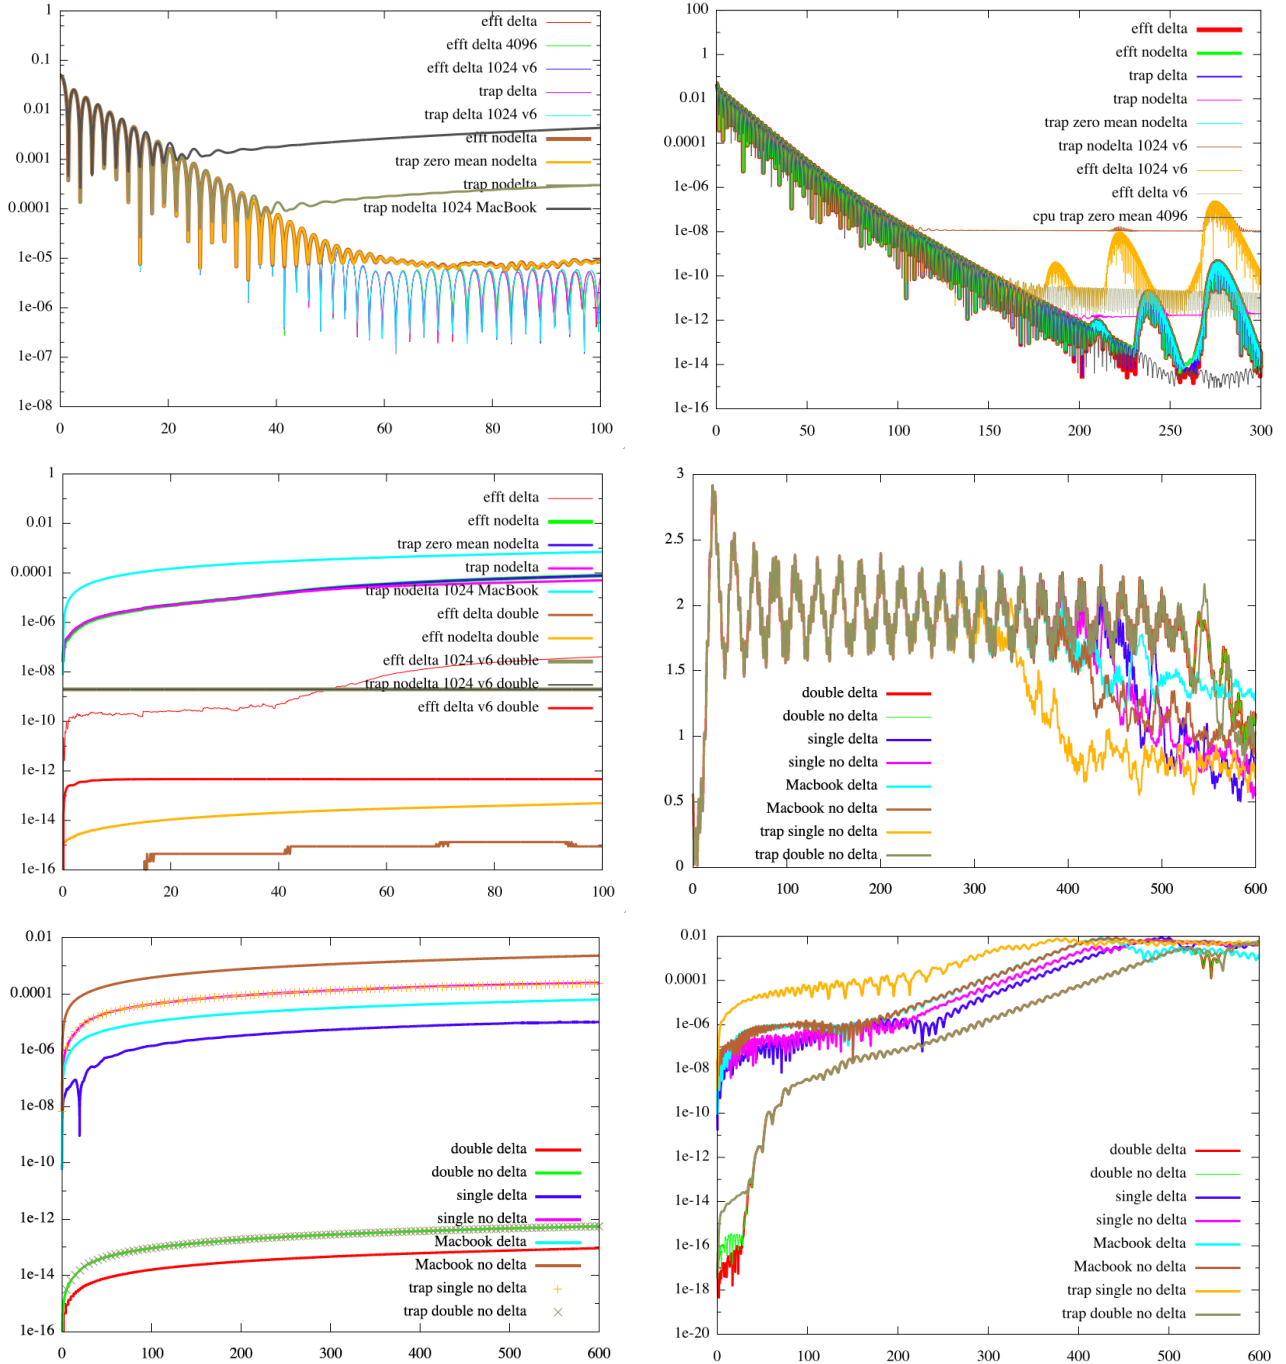 1
0.1
0.01
0.001
0.0001
1e-05
1e-06
1e-07
1e-08
0
20
40
60
80
100
efft delta
efft delta 4096
efft delta 1024 v6
trap delta
trap delta 1024 v6
efft nodelta
trap zero mean nodelta
trap nodelta
trap nodelta 1024 MacBook
100
1
0.01
0.0001
1e-06
1e-08
1e-10
1e-12
1e-14
1e-16
0
50
100
150
200
250
300
efft delta
efft nodelta
trap delta
trap nodelta
trap zero mean nodelta
trap nodelta 1024 v6
efft delta 1024 v6
efft delta v6
cpu trap zero mean 4096
1
0.01
0.0001
1e-06
1e-08
1e-10
1e-12
1e-14
1e-16
0
20
40
60
80
100
efft delta
efft nodelta
trap zero mean nodelta
trap nodelta
trap nodelta 1024 MacBook
efft delta double
efft nodelta double
efft delta 1024 v6 double
trap nodelta 1024 v6 double
efft delta v6 double
3
2.5
2
1.5
1
0.5
0
0
100
200
300
400
500
600
double delta
double no delta
single delta
single no delta
Macbook delta
Macbook no delta
trap single no delta
trap double no delta
0.01
0.0001
1e-06
1e-08
1e-10
1e-12
1e-14
1e-16
0
100
200
300
400
500
600
double delta
double no delta
single delta
single no delta
Macbook delta
Macbook no delta
trap single no delta
trap double no delta
0.01
0.0001
1e-06
1e-08
1e-10
1e-12
1e-14
1e-16
1e-18
1e-20
0
100
200
300
400
500
600
double delta
double no delta
single delta
single no delta
Macbook delta
Macbook no delta
trap single no delta
trap double no delta